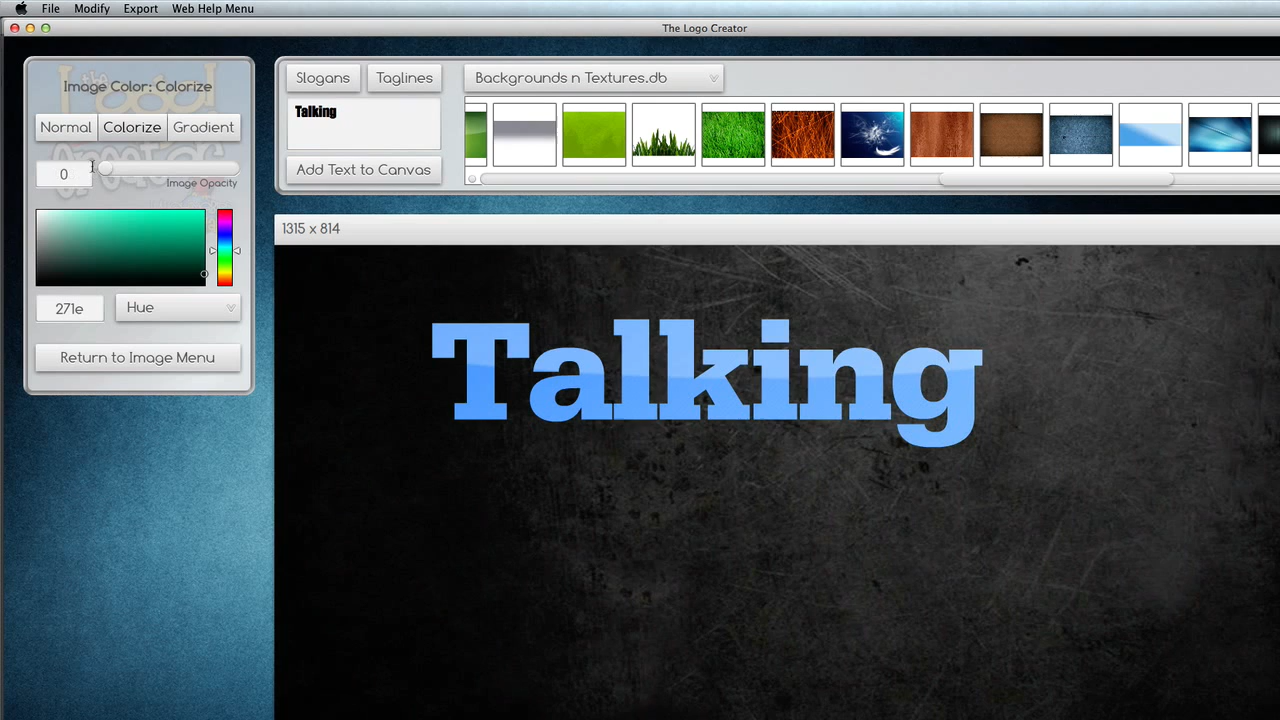 File Modify Export Web Help Menu
The Logo Creator
Image Color: Colorize
Normal Colorize Gradient
0
Image Opacity
271e Hue
Return to Image Menu
Slogans Taglines Backgrounds n Textures.db
Talking
Add Text to Canvas
1315 x 814
Talking